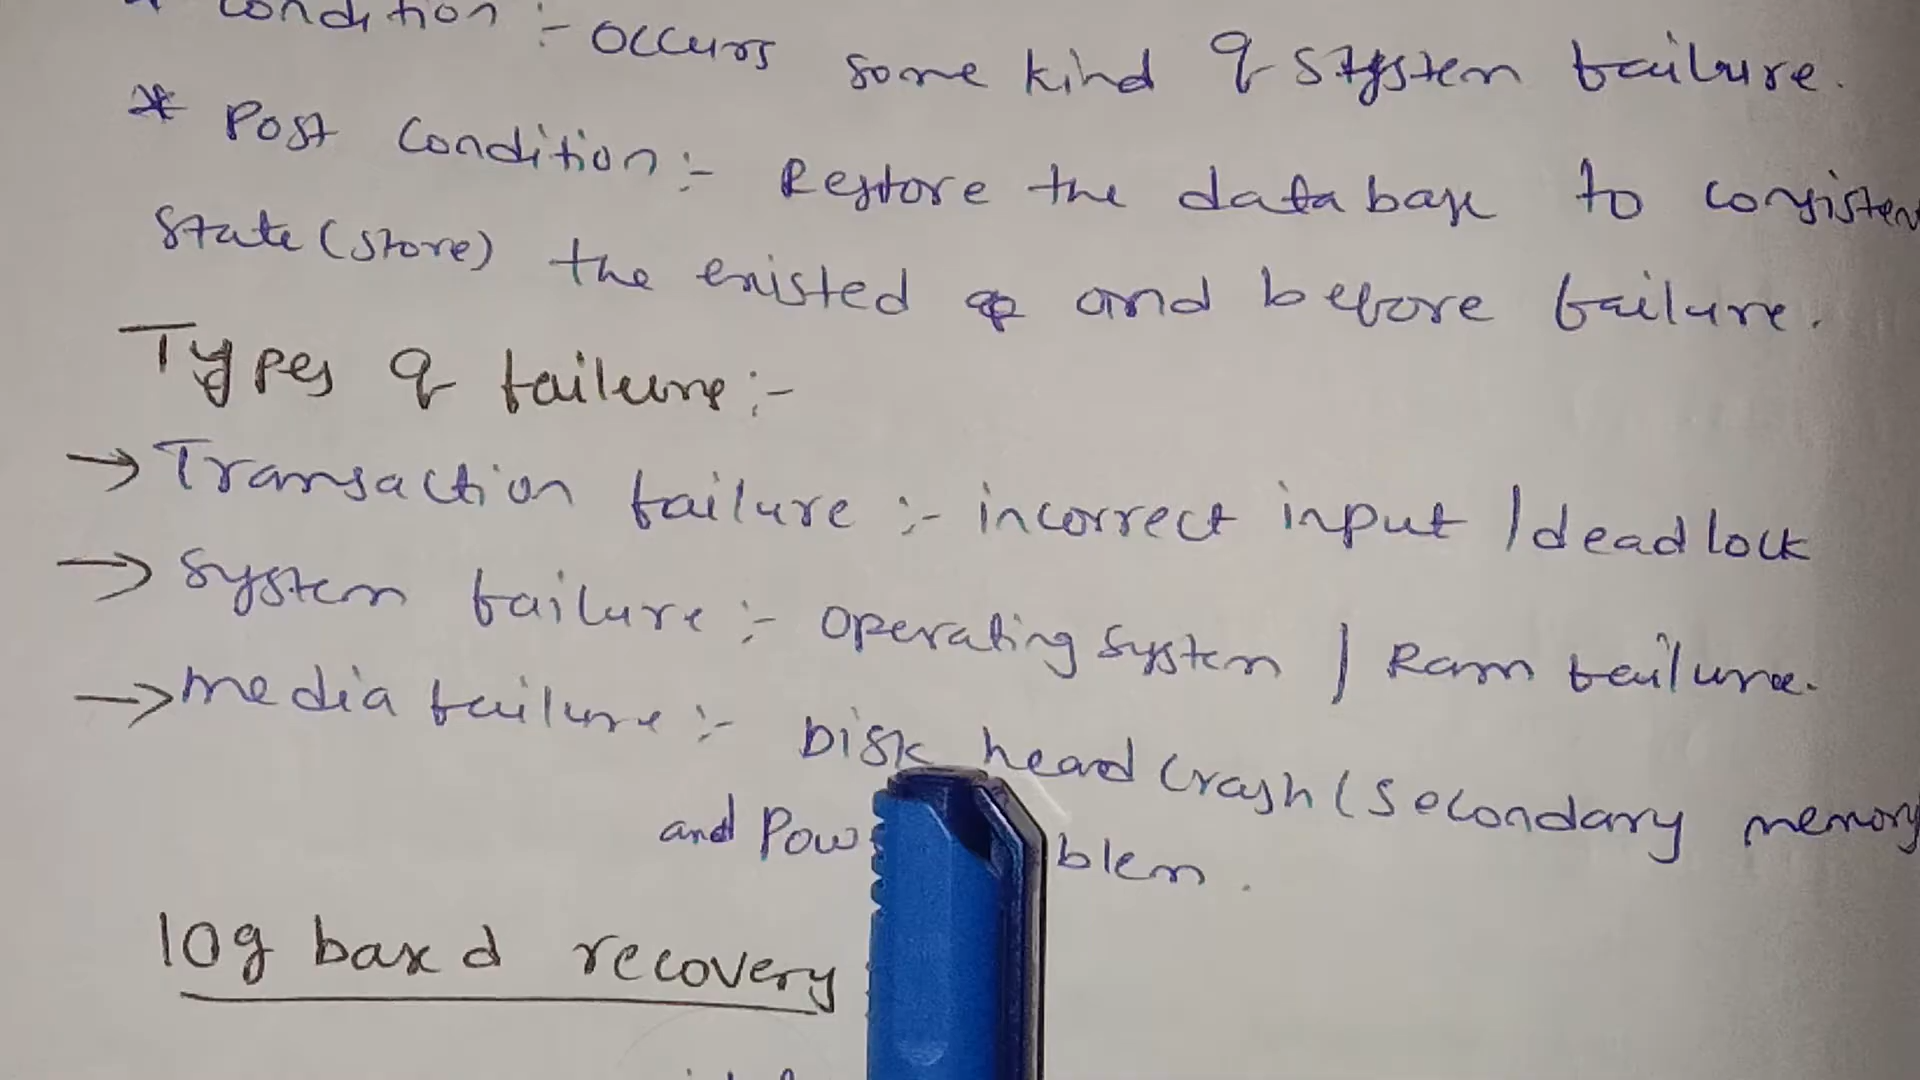 condition :- occurs some kind of system failure.
* Post condition :- Restore the database to consistent
state (store) the existed and before failure.
Types of failure :-
→ Transaction failure :- incorrect input / deadlock
→ system failure :- operating system / Ram failure.
→ media failure :- Disk head crash (secondary memory
and blem.
log based recovery